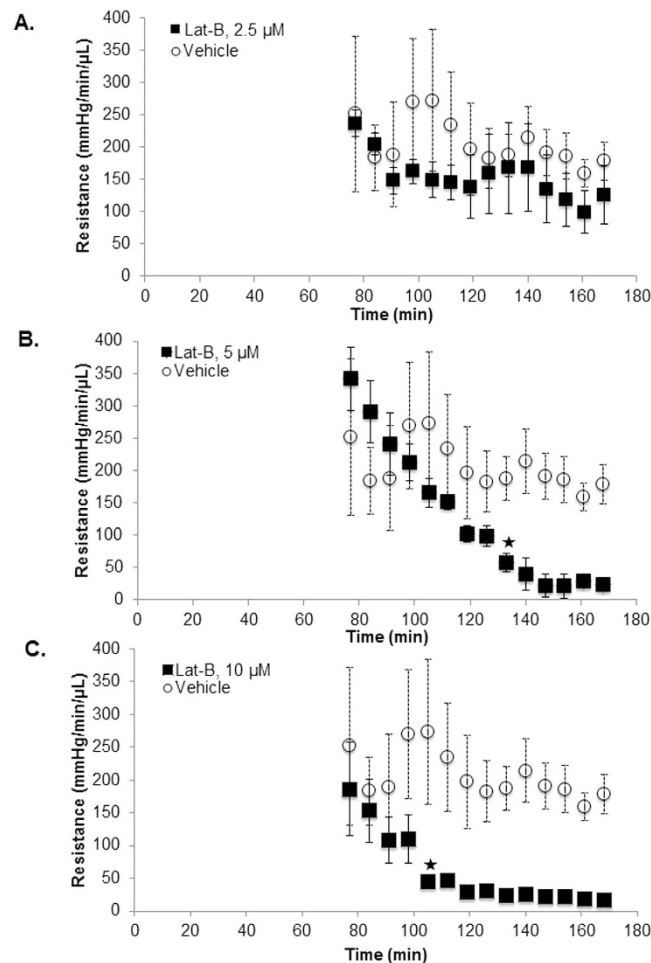 A.
Resistance (mmHg/min/µL)
400
350
300
250
200
150
100
50
0
■ Lat-B, 2.5 µM
○ Vehicle
0 20 40 60 80 100 120 140 160 180
Time (min)
B.
Resistance (mmHg/min/µL)
400
350
300
250
200
150
100
50
0
■ Lat-B, 5 µM
○ Vehicle
★
0 20 40 60 80 100 120 140 160 180
Time (min)
C.
Resistance (mmHg/min/µL)
400
350
300
250
200
150
100
50
0
■ Lat-B, 10 µM
○ Vehicle
★
0 20 40 60 80 100 120 140 160 180
Time (min)